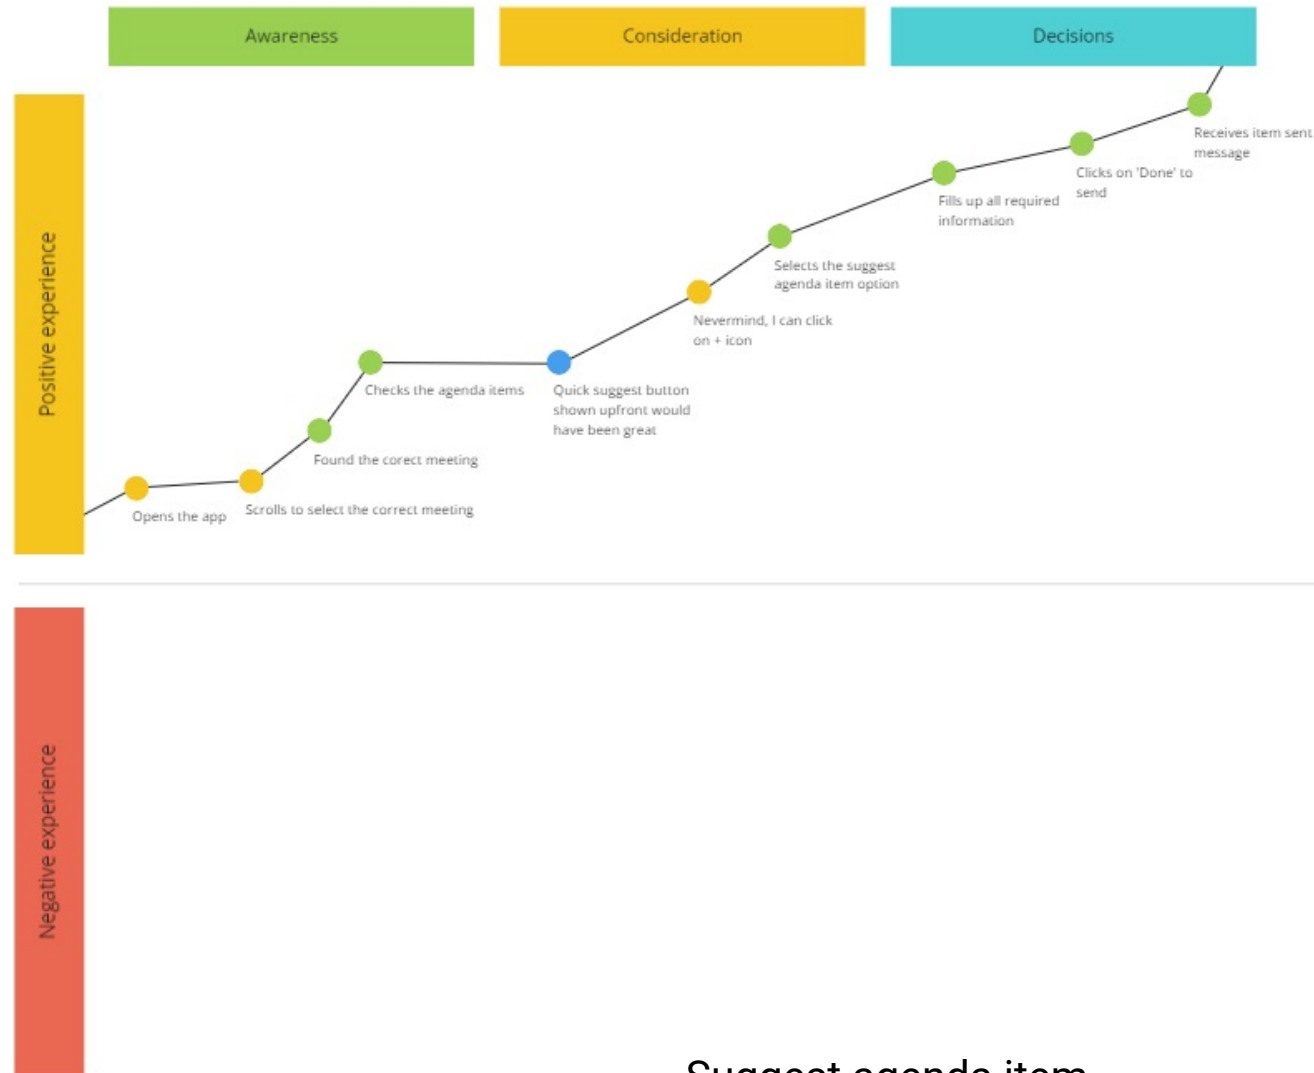 Awareness
Consideration
Decisions
Positive experience
Receives item sent
message
Clicks on 'Done' to
send
Fills up all required
information
Selects the suggest
agenda item option
Nevermind, I can click
on + icon
Checks the agenda items
Quick suggest button
shown upfront would
have been great
Found the corect meeting
Opens the app
Scrolls to select the correct meeting
Negative experience
Suggest agenda item